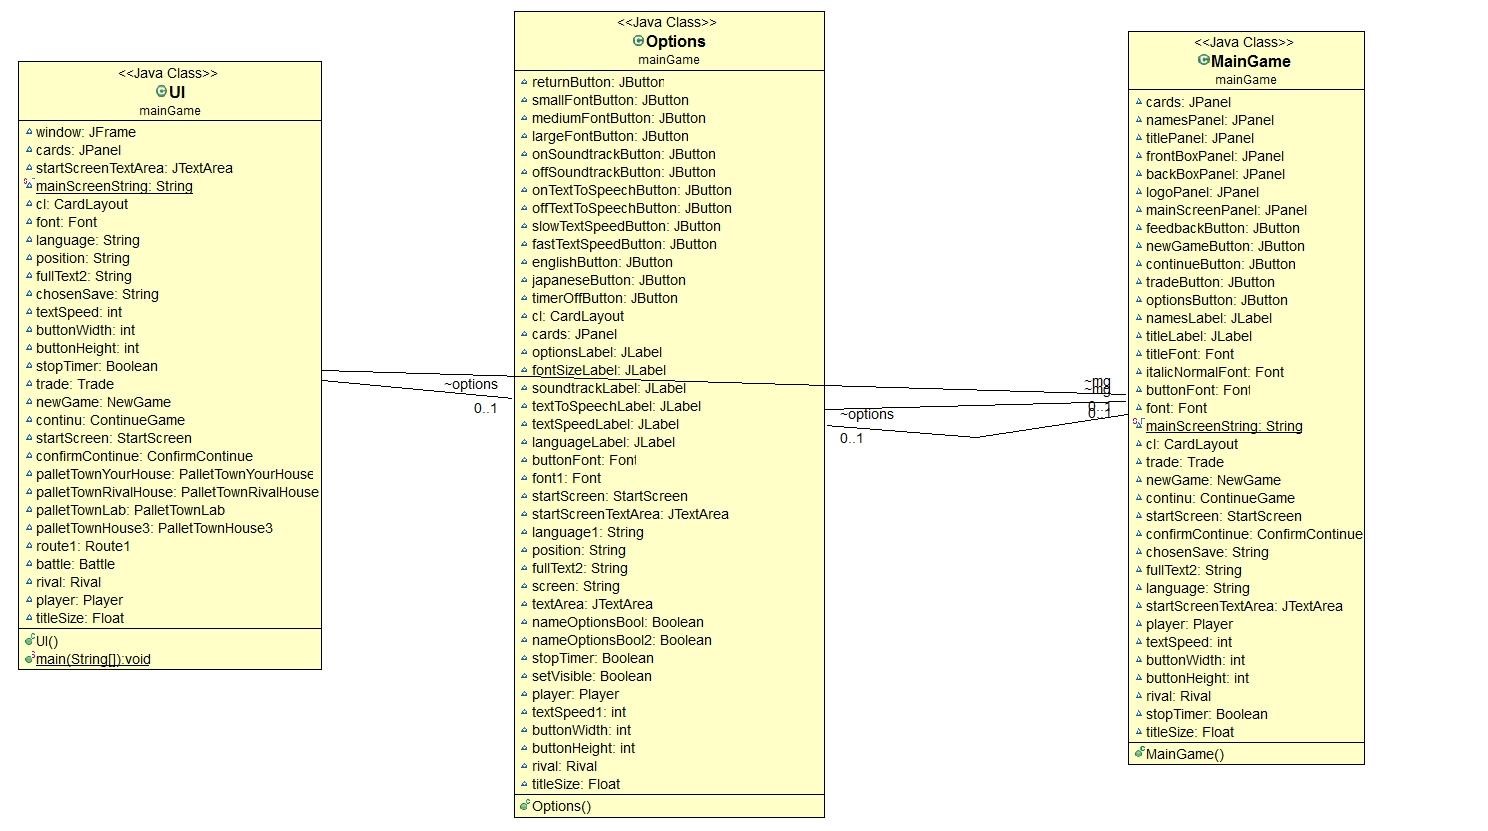 <<Java Class>>
UI
mainGame
window: JFrame
cards: JPanel
startScreenTextArea: JTextArea
mainScreenString: String
cl: CardLayout
font: Font
language: String
position: String
fullText2: String
chosenSave: String
textSpeed: int
buttonWidth: int
buttonHeight: int
stopTimer: Boolean
trade: Trade
newGame: NewGame
continu: ContinueGame
startScreen: StartScreen
confirmContinue: ConfirmContinue
palletTownYourHouse: PalletTownYourHouse
palletTownRivalHouse: PalletTownRivalHouse
palletTownLab: PalletTownLab
palletTownHouse3: PalletTownHouse3
route1: Route1
battle: Battle
rival: Rival
player: Player
titleSize: Float
UI()
main(String[]):void
~options
0..1
<<Java Class>>
Options
mainGame
returnButton: JButton
smallFontButton: JButton
mediumFontButton: JButton
largeFontButton: JButton
onSoundtrackButton: JButton
offSoundtrackButton: JButton
onTextToSpeechButton: JButton
offTextToSpeechButton: JButton
slowTextSpeedButton: JButton
fastTextSpeedButton: JButton
englishButton: JButton
japaneseButton: JButton
timerOffButton: JButton
cl: CardLayout
cards: JPanel
optionsLabel: JLabel
fontSizeLabel: JLabel
soundtrackLabel: JLabel
textToSpeechLabel: JLabel
textSpeedLabel: JLabel
languageLabel: JLabel
buttonFont: Font
font1: Font
startScreen: StartScreen
startScreenTextArea: JTextArea
language1: String
position: String
fullText2: String
screen: String
textArea: JTextArea
nameOptionsBool: Boolean
nameOptionsBool2: Boolean
stopTimer: Boolean
setVisible: Boolean
player: Player
textSpeed1: int
buttonWidth: int
buttonHeight: int
rival: Rival
titleSize: Float
Options()
~options
0..1
~mg
~mg
0..1
0..1
<<Java Class>>
MainGame
mainGame
cards: JPanel
namesPanel: JPanel
titlePanel: JPanel
frontBoxPanel: JPanel
backBoxPanel: JPanel
logoPanel: JPanel
mainScreenPanel: JPanel
feedbackButton: JButton
newGameButton: JButton
continueButton: JButton
tradeButton: JButton
optionsButton: JButton
namesLabel: JLabel
titleLabel: JLabel
titleFont: Font
italicNormalFont: Font
buttonFont: Font
font: Font
mainScreenString: String
cl: CardLayout
trade: Trade
newGame: NewGame
continu: ContinueGame
startScreen: StartScreen
confirmContinue: ConfirmContinue
chosenSave: String
fullText2: String
language: String
startScreenTextArea: JTextArea
player: Player
textSpeed: int
buttonWidth: int
buttonHeight: int
rival: Rival
stopTimer: Boolean
titleSize: Float
MainGame()